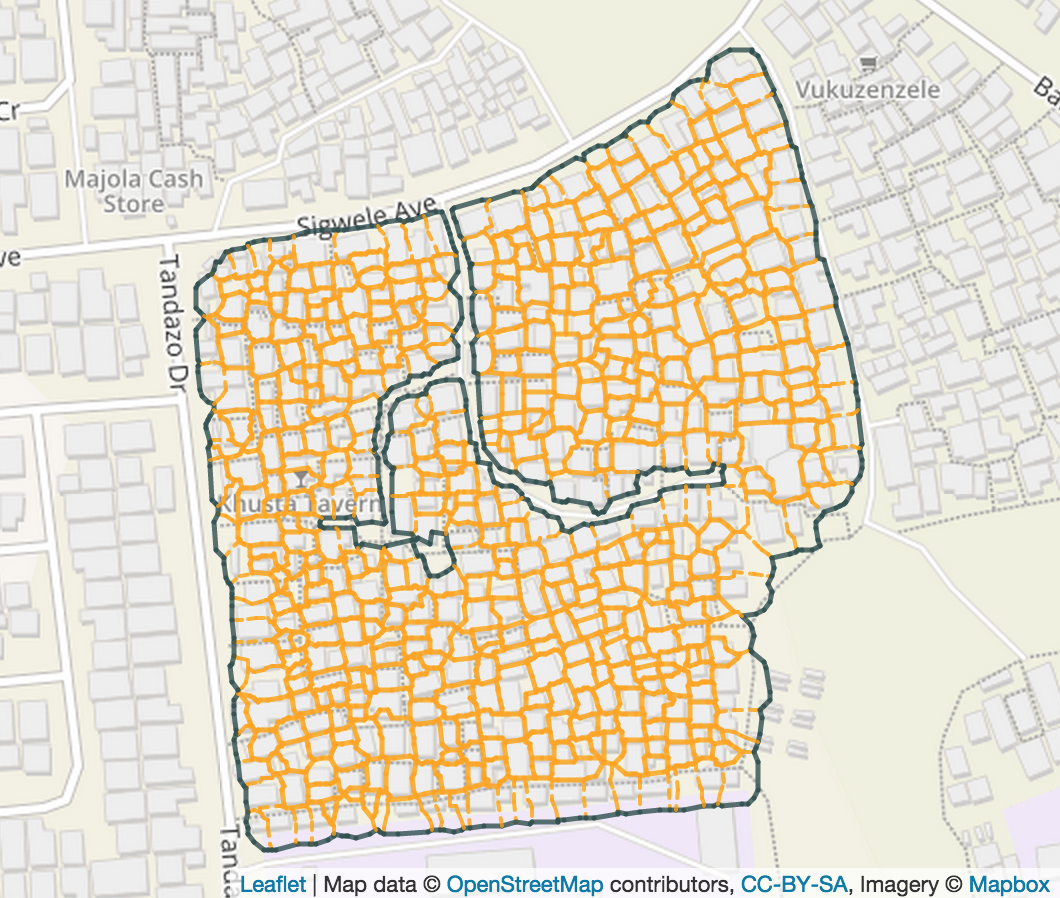 Vukuzenzele
Ba
Cr
Majola Cash
Store
Sigwele Ave
we
Tandazo Dr
Khusta Tavern
Tanda
Leaflet | Map data © OpenStreetMap contributors, CC-BY-SA, Imagery © Mapbox